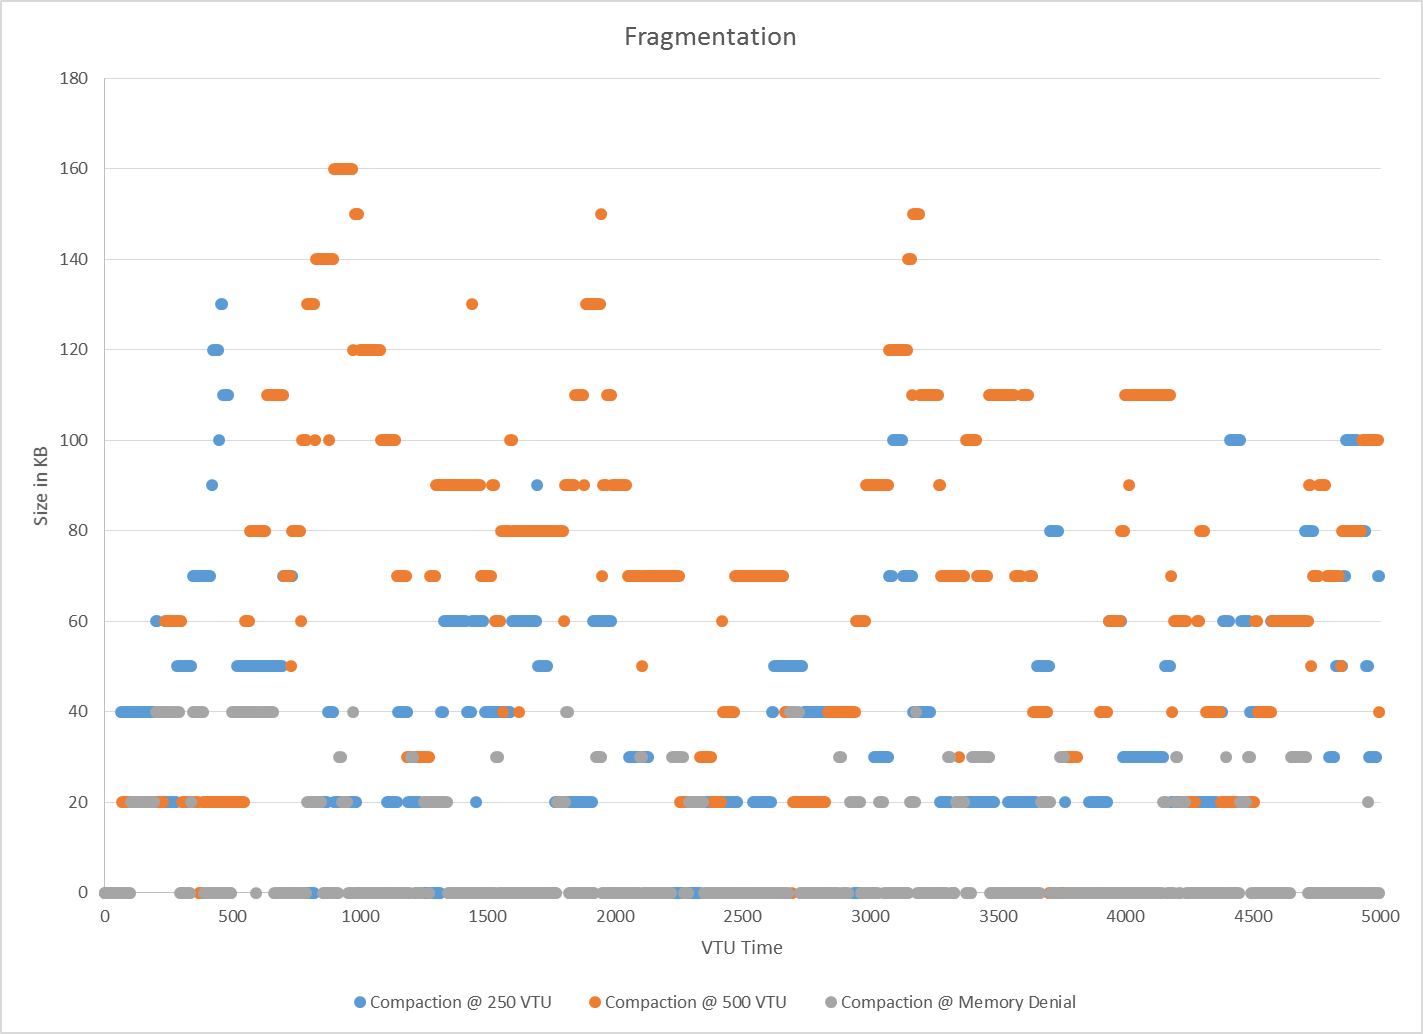 Fragmentation
180
160
140
120
100
80
60
40
20
0
Size in KB
0 500 1000 1500 2000 2500 3000 3500 4000 4500 5000
VTU Time
Compaction @ 250 VTU Compaction @ 500 VTU Compaction @ Memory Denial